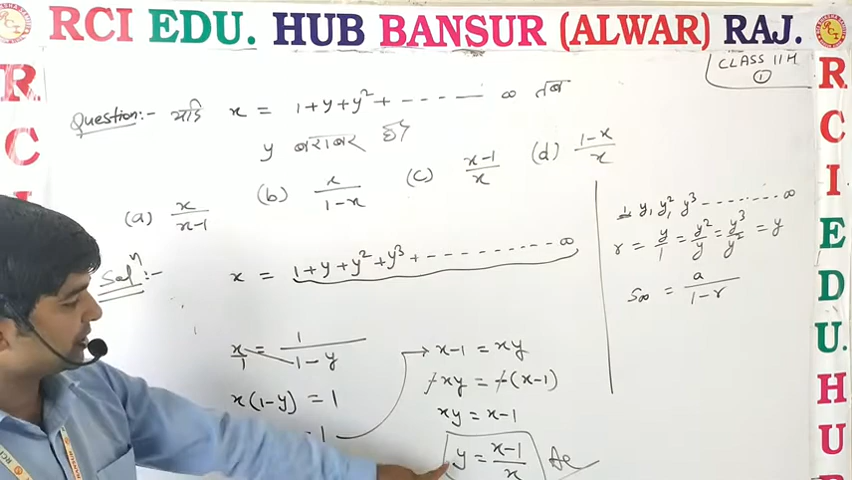 RCI EDU. HUB BANSUR (ALWAR) RAJ.
CLASS 11th
①
Question:- यदि x = 1+y+y²+ ------ ∞ तब
y बराबर है?
(a) x/(x-1) (b) x/(1-x) (c) (x-1)/x (d) (1-x)/x
Solⁿ:-
x = 1+y+y²+y³+ ---------- ∞
x/1 = 1/(1-y)
x(1-y) = 1
= 1
x-1 = xy
-xy = -(x-1)
xy = x-1
y = (x-1)/x
1, y, y², y³ -------- ∞
r = y/1 = y²/y = y³/y² = y
S∞ = a/(1-r)
R
C
I
R
C
I
E
D
U.
H
U